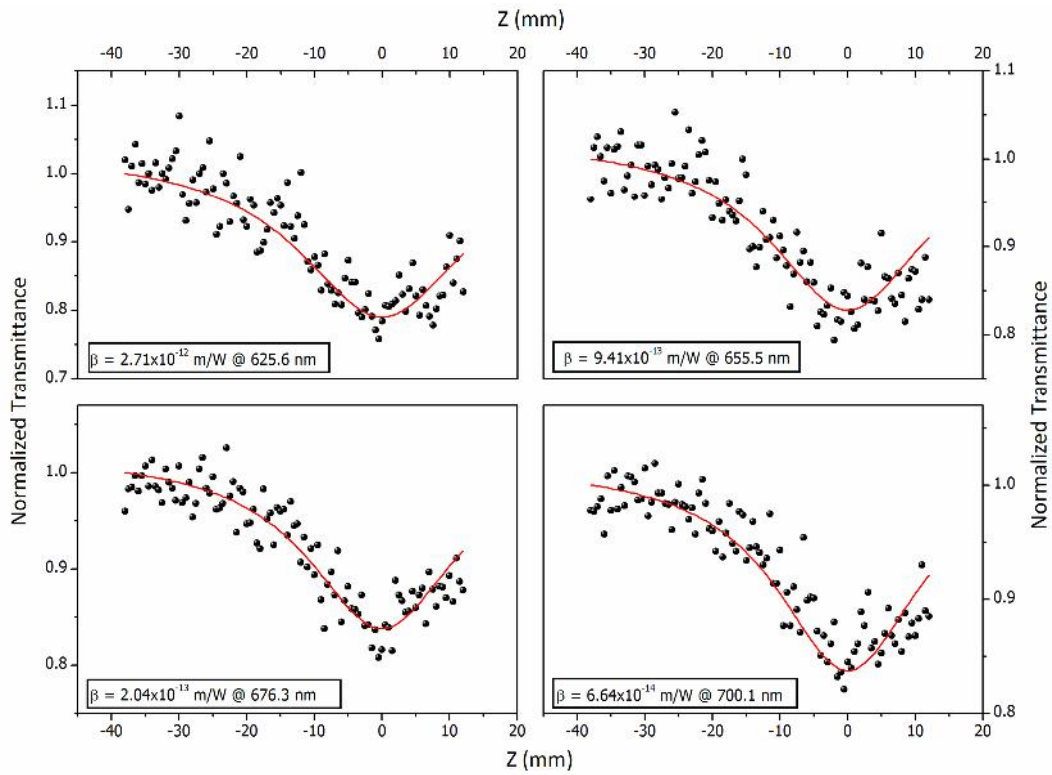 Z (mm)
-40 -30 -20 -10 0 10 20 -40 -30 -20 -10 0 10 20
1.1
1.0
0.9
0.8
0.7
1.1
1.0
0.9
0.8
Normalized Transmittance
Normalized Transmittance
β = 2.71x10⁻¹² m/W @ 625.6 nm
β = 9.41x10⁻¹³ m/W @ 655.5 nm
1.0
0.9
0.8
1.0
0.9
0.8
β = 2.04x10⁻¹³ m/W @ 676.3 nm
β = 6.64x10⁻¹⁴ m/W @ 700.1 nm
-40 -30 -20 -10 0 10 20 -40 -30 -20 -10 0 10 20
Z (mm)